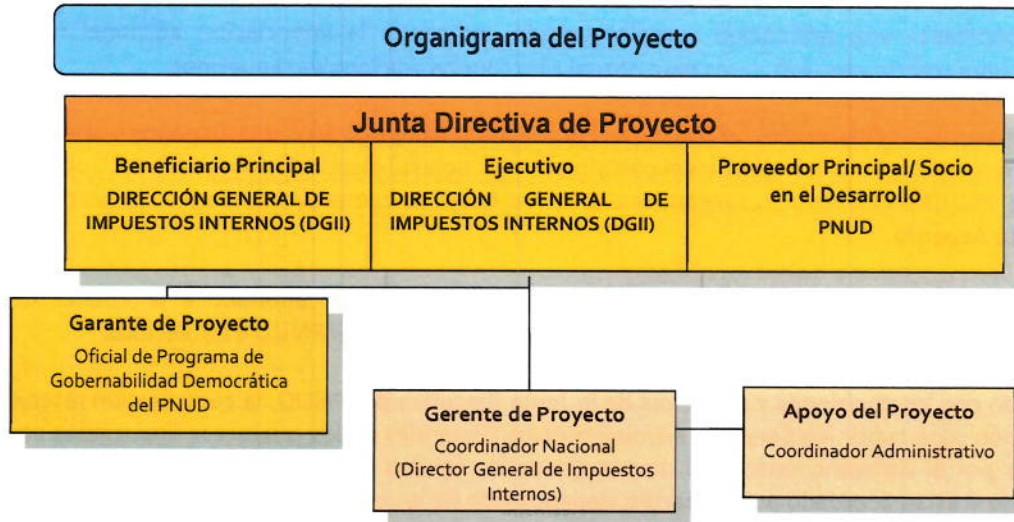 Organigrama del Proyecto
Junta Directiva de Proyecto
Beneficiario Principal
DIRECCIÓN GENERAL DE
IMPUESTOS INTERNOS (DGII)
Ejecutivo
DIRECCIÓN GENERAL DE
IMPUESTOS INTERNOS (DGII)
Proveedor Principal/ Socio
en el Desarrollo
PNUD
Garante de Proyecto
Oficial de Programa de
Gobernabilidad Democrática
del PNUD
Gerente de Proyecto
Coordinador Nacional
(Director General de Impuestos
Internos)
Apoyo del Proyecto
Coordinador Administrativo